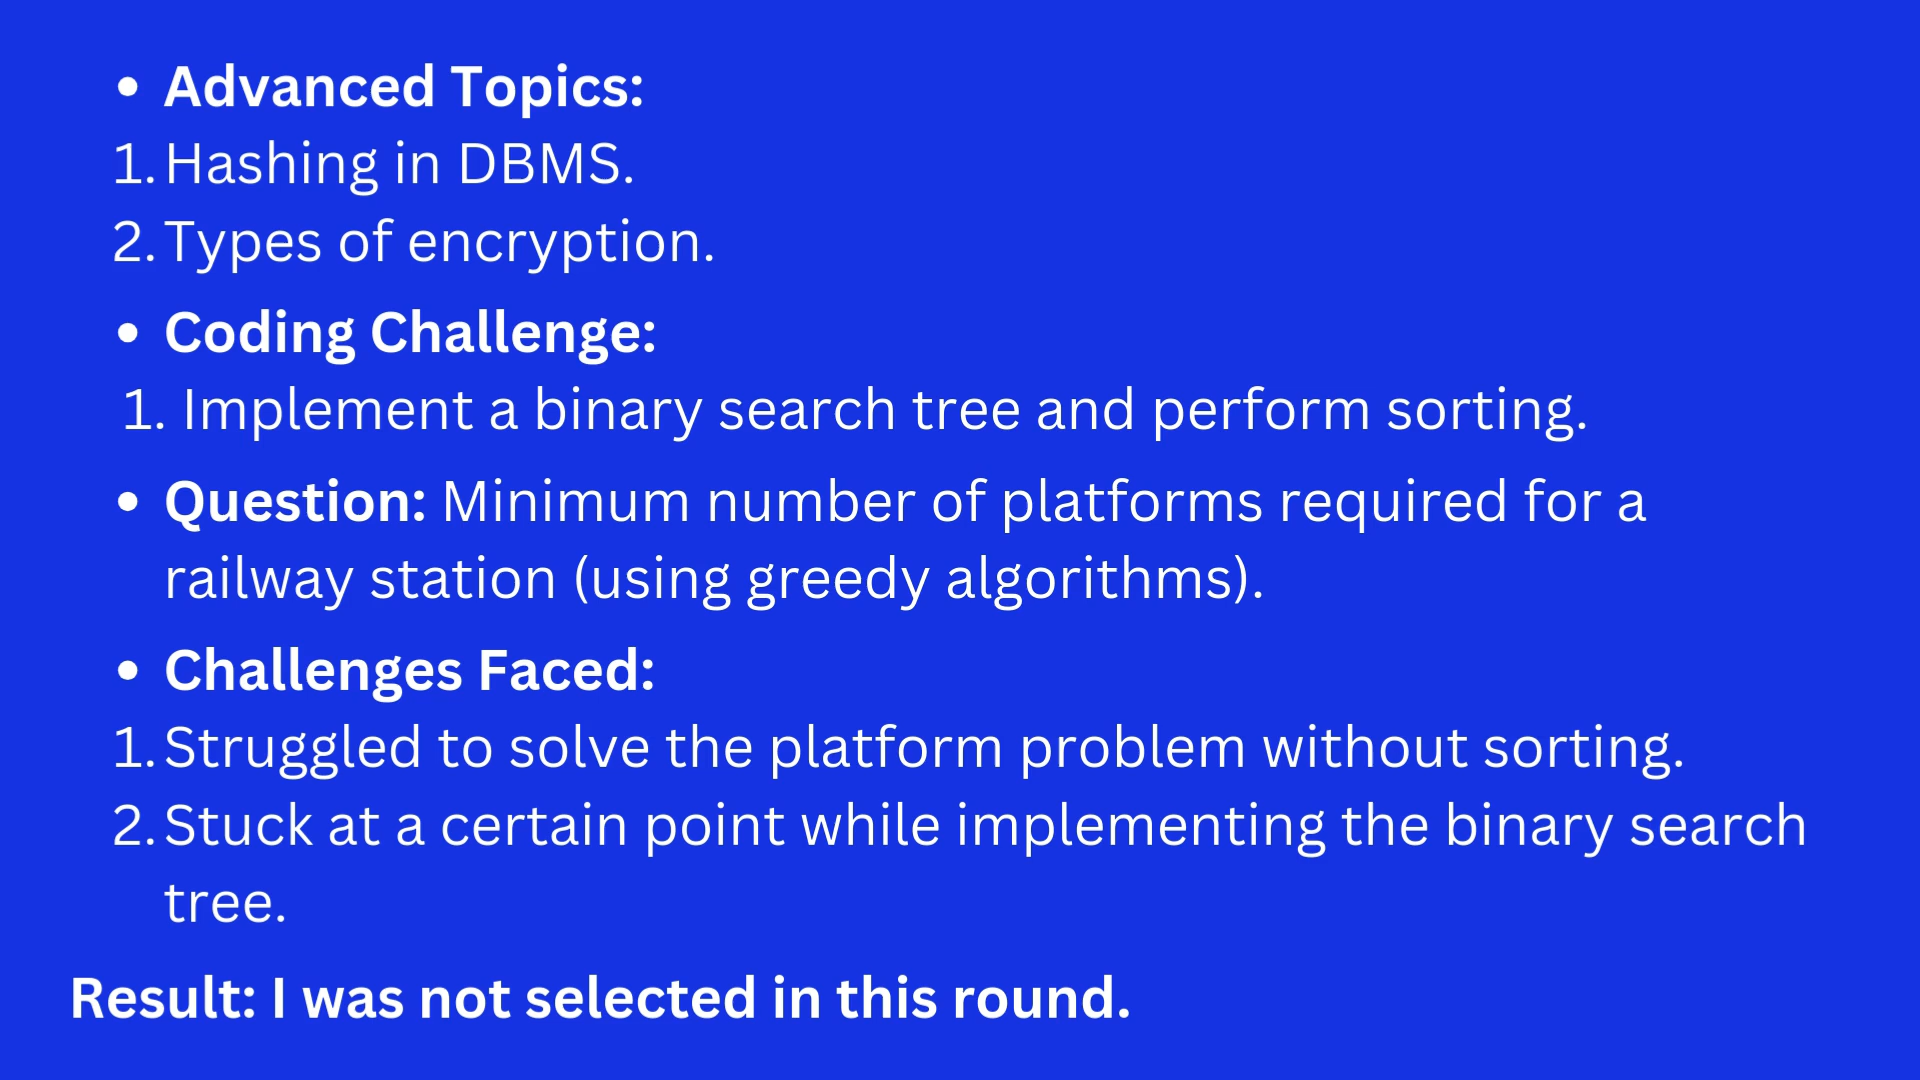 • Advanced Topics:
1. Hashing in DBMS.
2. Types of encryption.
• Coding Challenge:
1. Implement a binary search tree and perform sorting.
• Question: Minimum number of platforms required for a
railway station (using greedy algorithms).
• Challenges Faced:
1. Struggled to solve the platform problem without sorting.
2. Stuck at a certain point while implementing the binary search
tree.
Result: I was not selected in this round.